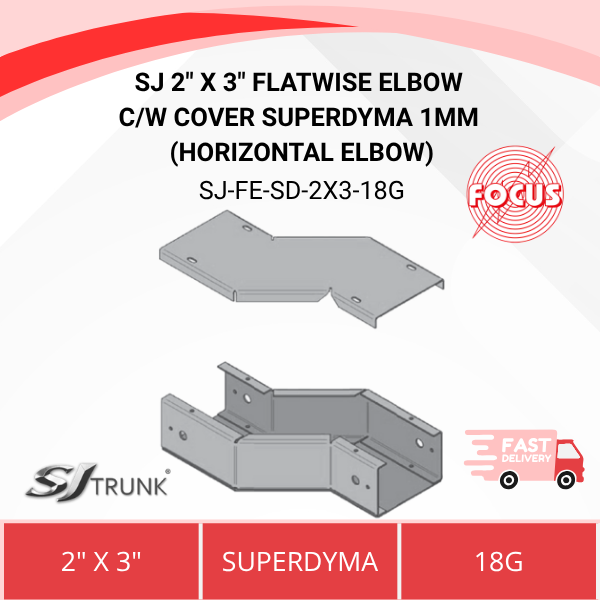 SJ 2" X 3" FLATWISE ELBOW
C/W COVER SUPERDYMA 1MM
(HORIZONTAL ELBOW)
SJ-FE-SD-2X3-18G
FOCUS
FAST
DELIVERY
SJ TRUNK®
2" X 3"
SUPERDYMA
18G